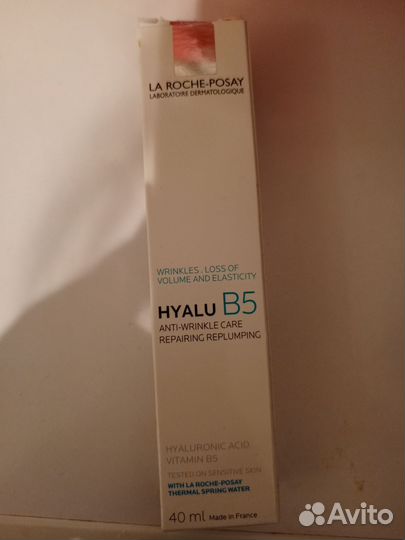 LA ROCHE-POSAY
LABORATOIRE DERMATOLOGIQUE
WRINKLES . LOSS OF
VOLUME AND ELASTICITY
HYALU B5
ANTI-WRINKLE CARE
REPAIRING REPLUMPING
HYALURONIC ACID
VITAMIN B5
TESTED ON SENSITIVE SKIN
WITH LA ROCHE-POSAY
THERMAL SPRING WATER
40 ml Made in France
Avito